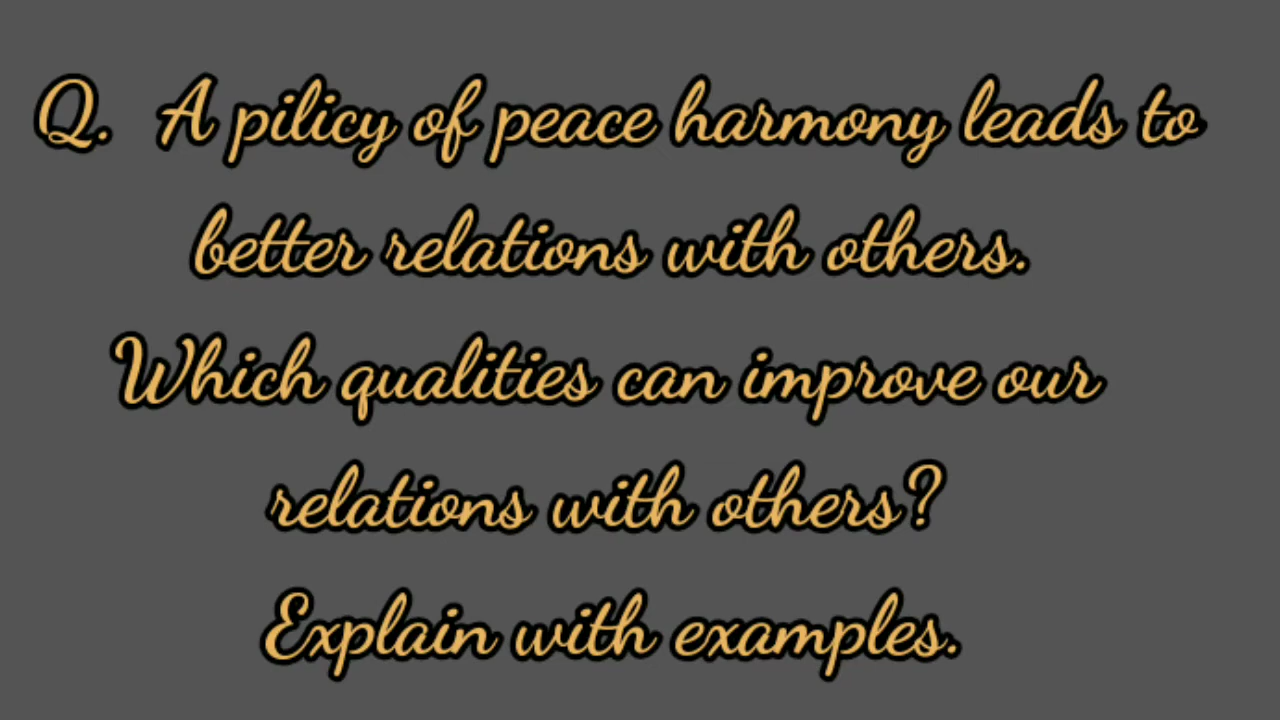 Q. A pilicy of peace harmony leads to
better relations with others.
Which qualities can improve our
relations with others?
Explain with examples.